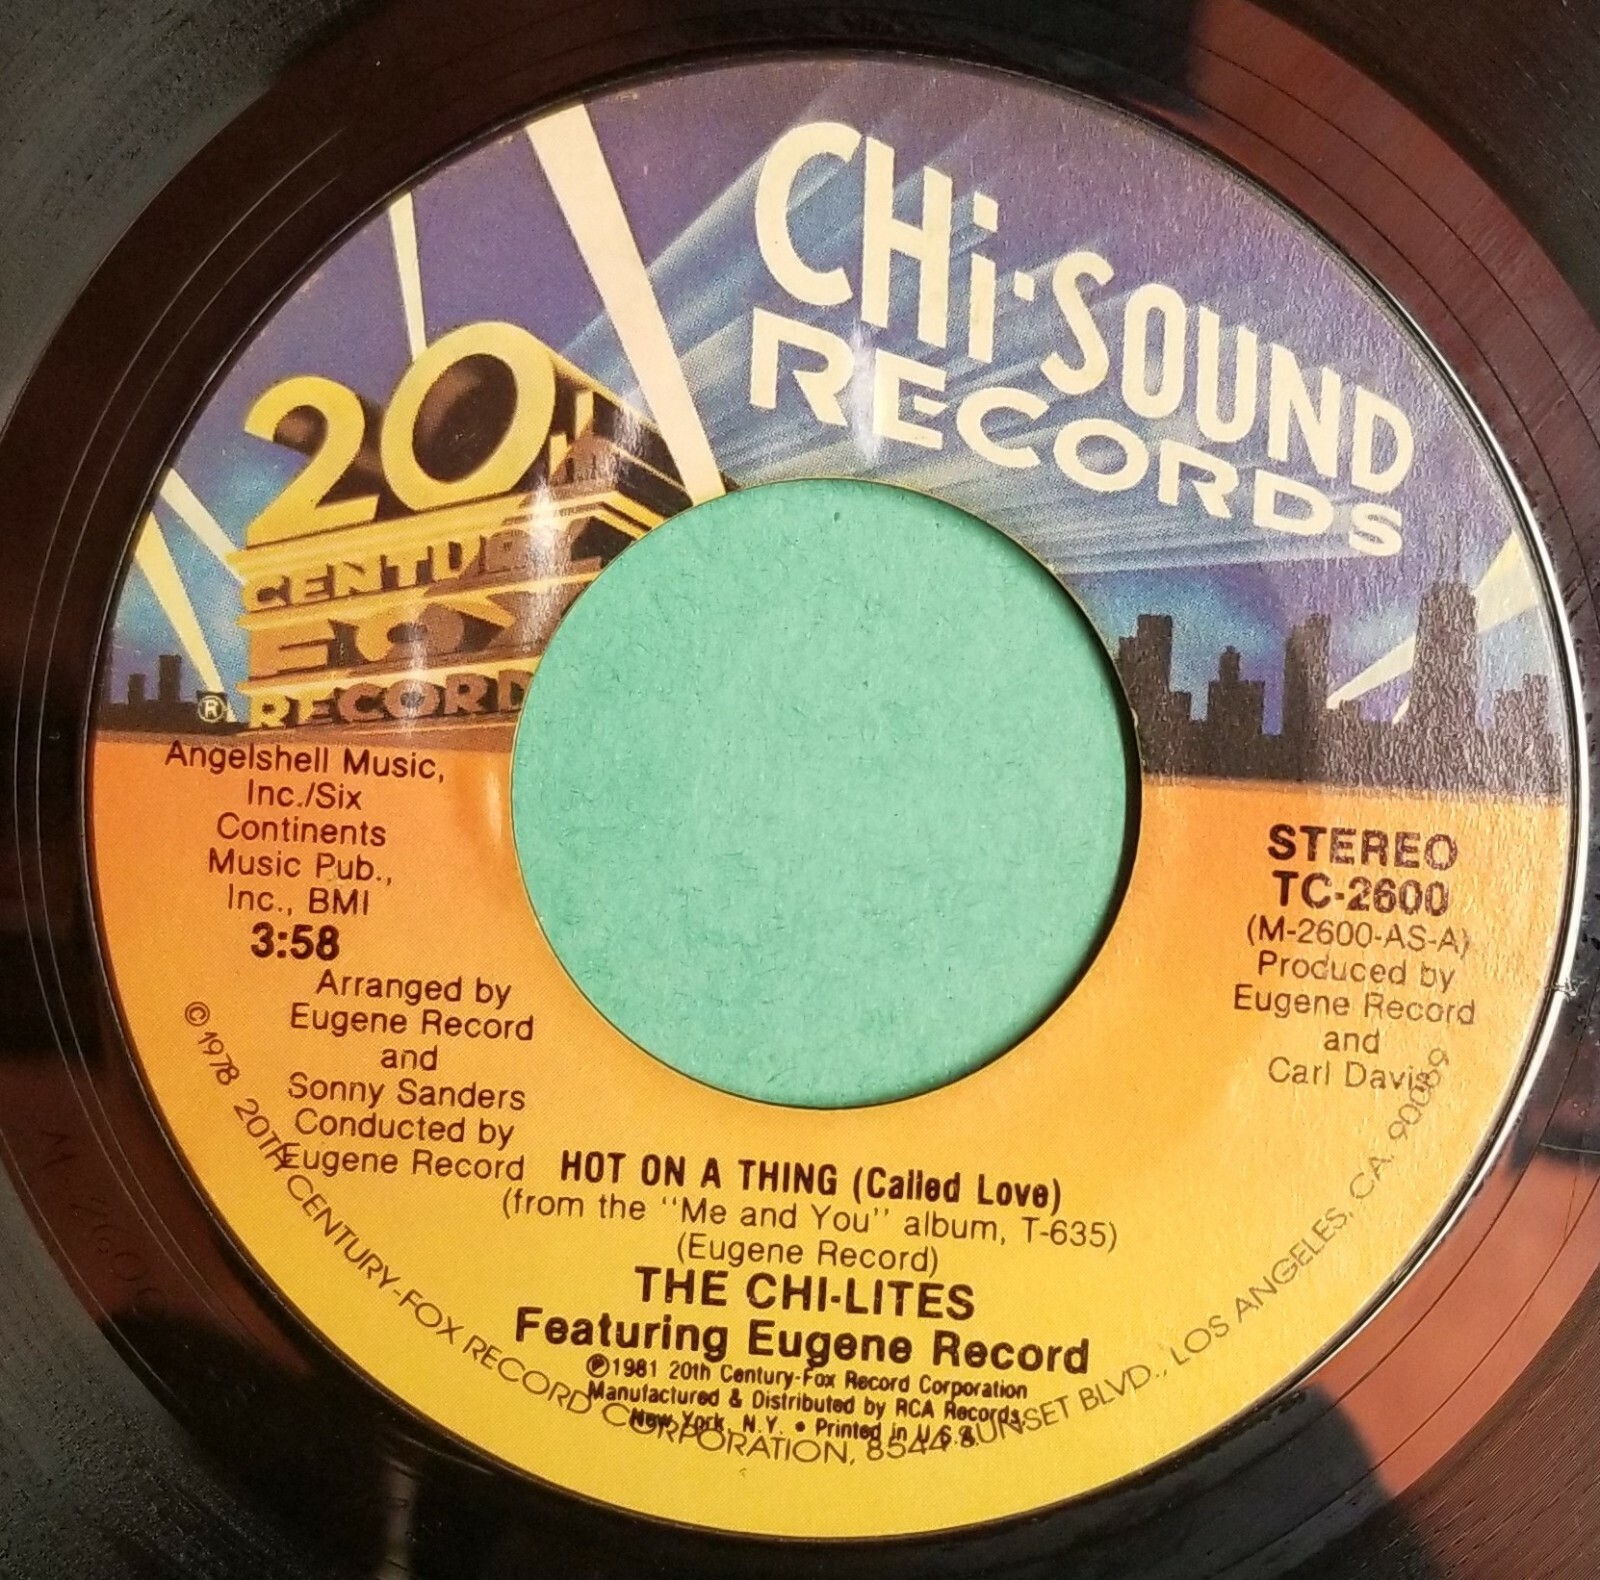 CHi-SOUND
RECORDS
20TH
CENTURY
FOX
RECORD
®
Angelshell Music,
Inc./Six
Continents
Music Pub.,
Inc., BMI
3:58
Arranged by
Eugene Record
and
Sonny Sanders
Conducted by
Eugene Record
STEREO
TC-2600
(M-2600-AS-A)
Produced by
Eugene Record
and
Carl Davis
HOT ON A THING (Called Love)
(from the "Me and You" album, T-635)
(Eugene Record)
THE CHI-LITES
Featuring Eugene Record
℗1981 20th Century-Fox Record Corporation
Manufactured & Distributed by RCA Records,
New York, N.Y. • Printed in U.S.A.
© 1978 20TH CENTURY-FOX RECORD CORPORATION, 8544 SUNSET BLVD., LOS ANGELES, CA. 90069